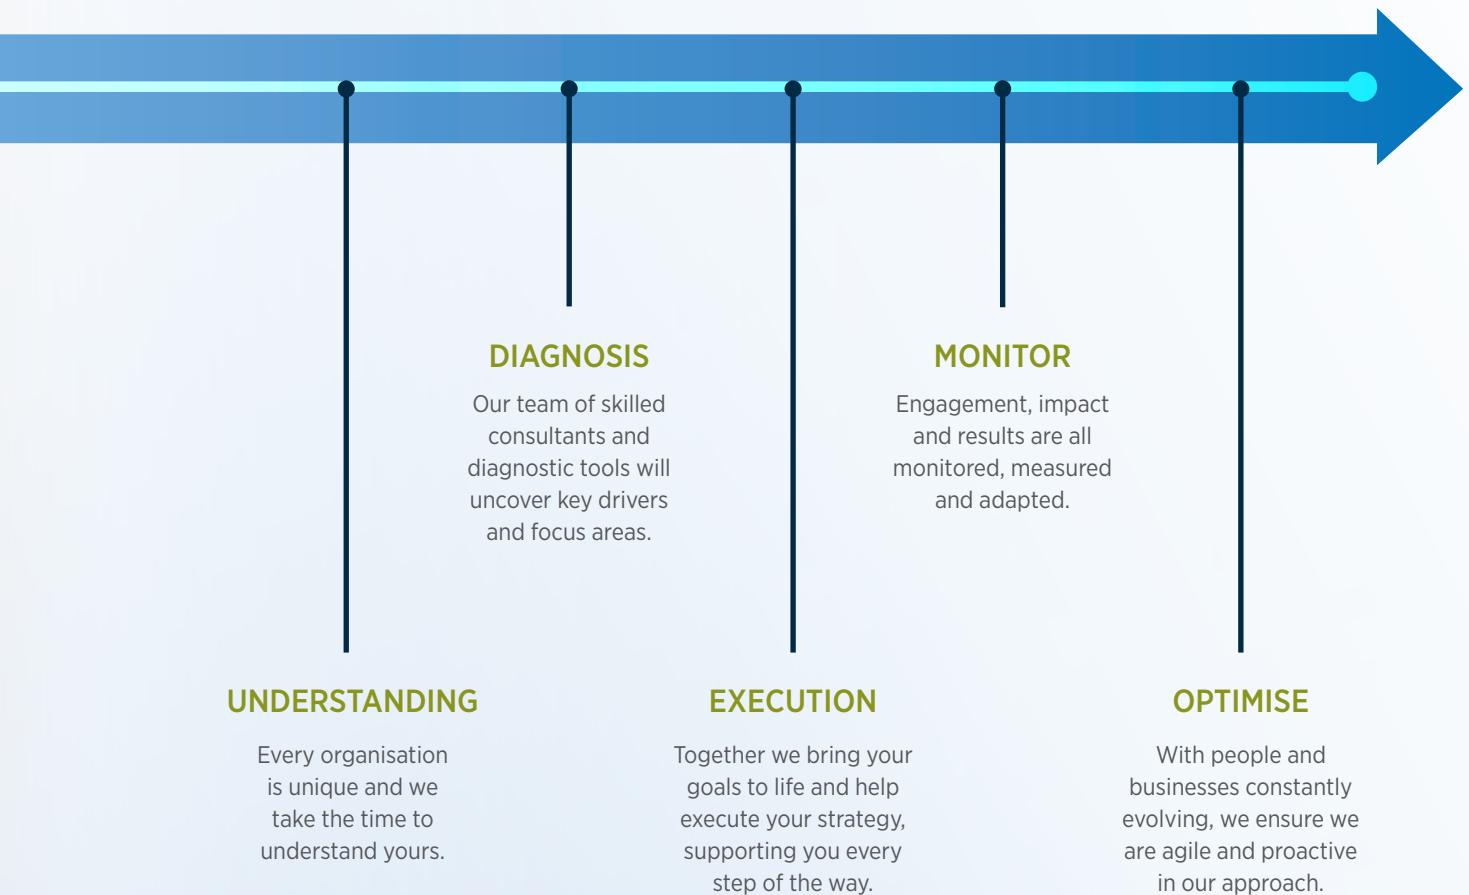 UNDERSTANDING
Every organisation
is unique and we
take the time to
understand yours.
DIAGNOSIS
Our team of skilled
consultants and
diagnostic tools will
uncover key drivers
and focus areas.
EXECUTION
Together we bring your
goals to life and help
execute your strategy,
supporting you every
step of the way.
MONITOR
Engagement, impact
and results are all
monitored, measured
and adapted.
OPTIMISE
With people and
businesses constantly
evolving, we ensure we
are agile and proactive
in our approach.